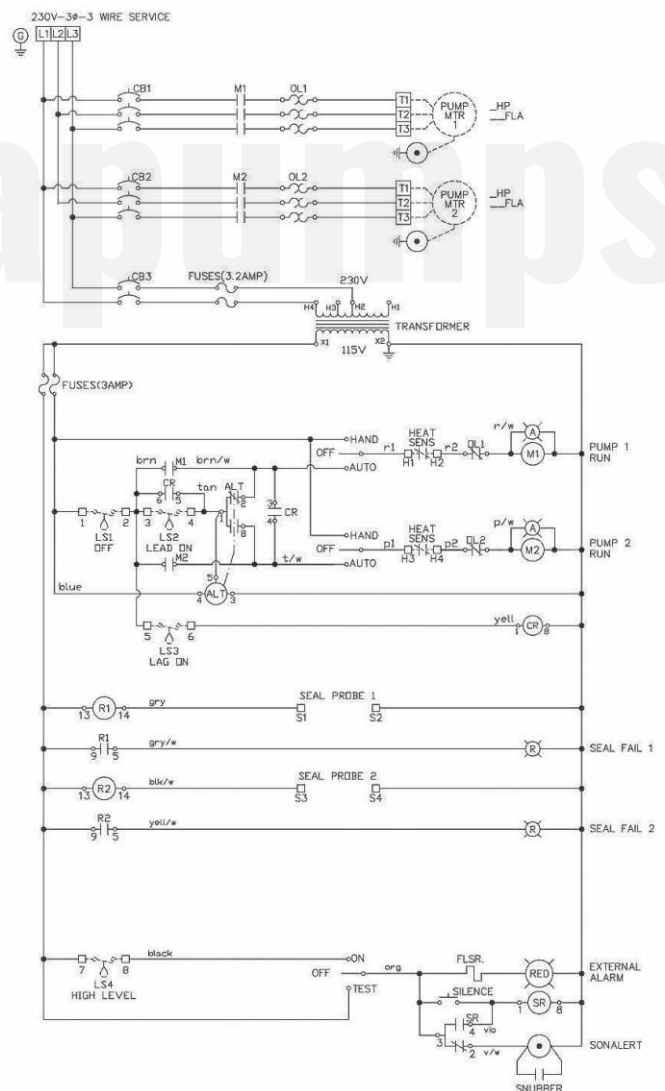 230V-3ø-3 WIRE SERVICE
G L1 L2 L3
CB1 M1 OL1 T1 T2 T3 PUMP MTR 1 _HP __FLA
CB2 M2 OL2 T1 T2 T3 PUMP MTR 2 _HP __FLA
CB3 FUSES(3.2AMP) 230V
H4 H3 H2 H1
TRANSFORMER
X1 115V X2
FUSES(3AMP)
HAND
OFF r1 HEAT SENS r2 OL1 r/w A M1
H1 H2
AUTO
PUMP 1 RUN
brn M1 brn/w
CR 6 5 tan ALT 2
3 CR 4
1 2 3 4 1 8
LS1 OFF
LS2 LEAD ON
M2 t/w
HAND
OFF p1 HEAT SENS p2 OL2 p/w A M2
H3 H4
AUTO
PUMP 2 RUN
blue 5
4 ALT 3
5 6
LS3 LAG ON
yell 1 CR 8
13 R1 14 gry SEAL PROBE 1
S1 S2
R1 9 5 gry/w R SEAL FAIL 1
13 R2 14 blk/w SEAL PROBE 2
S3 S4
R2 9 5 yell/w R SEAL FAIL 2
7 8 black ON
LS4 HIGH LEVEL
OFF org FLSR. RED EXTERNAL ALARM
TEST
SILENCE 1 SR 8
SR 4 vio
3 2 v/w SONALERT
SNUBBER
apumps